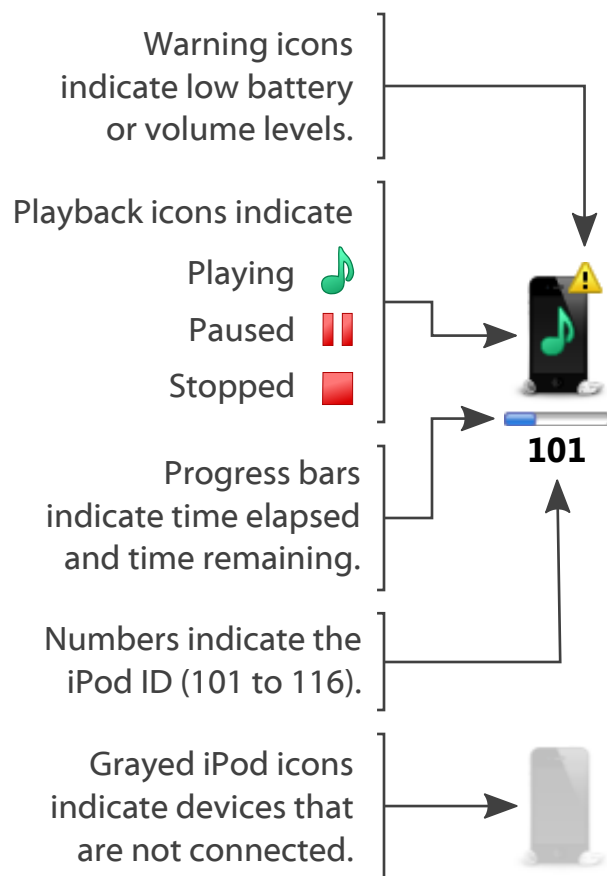 Warning icons
indicate low battery
or volume levels.
Playback icons indicate
Playing
Paused
Stopped
101
Progress bars
indicate time elapsed
and time remaining.
Numbers indicate the
iPod ID (101 to 116).
Grayed iPod icons
indicate devices that
are not connected.